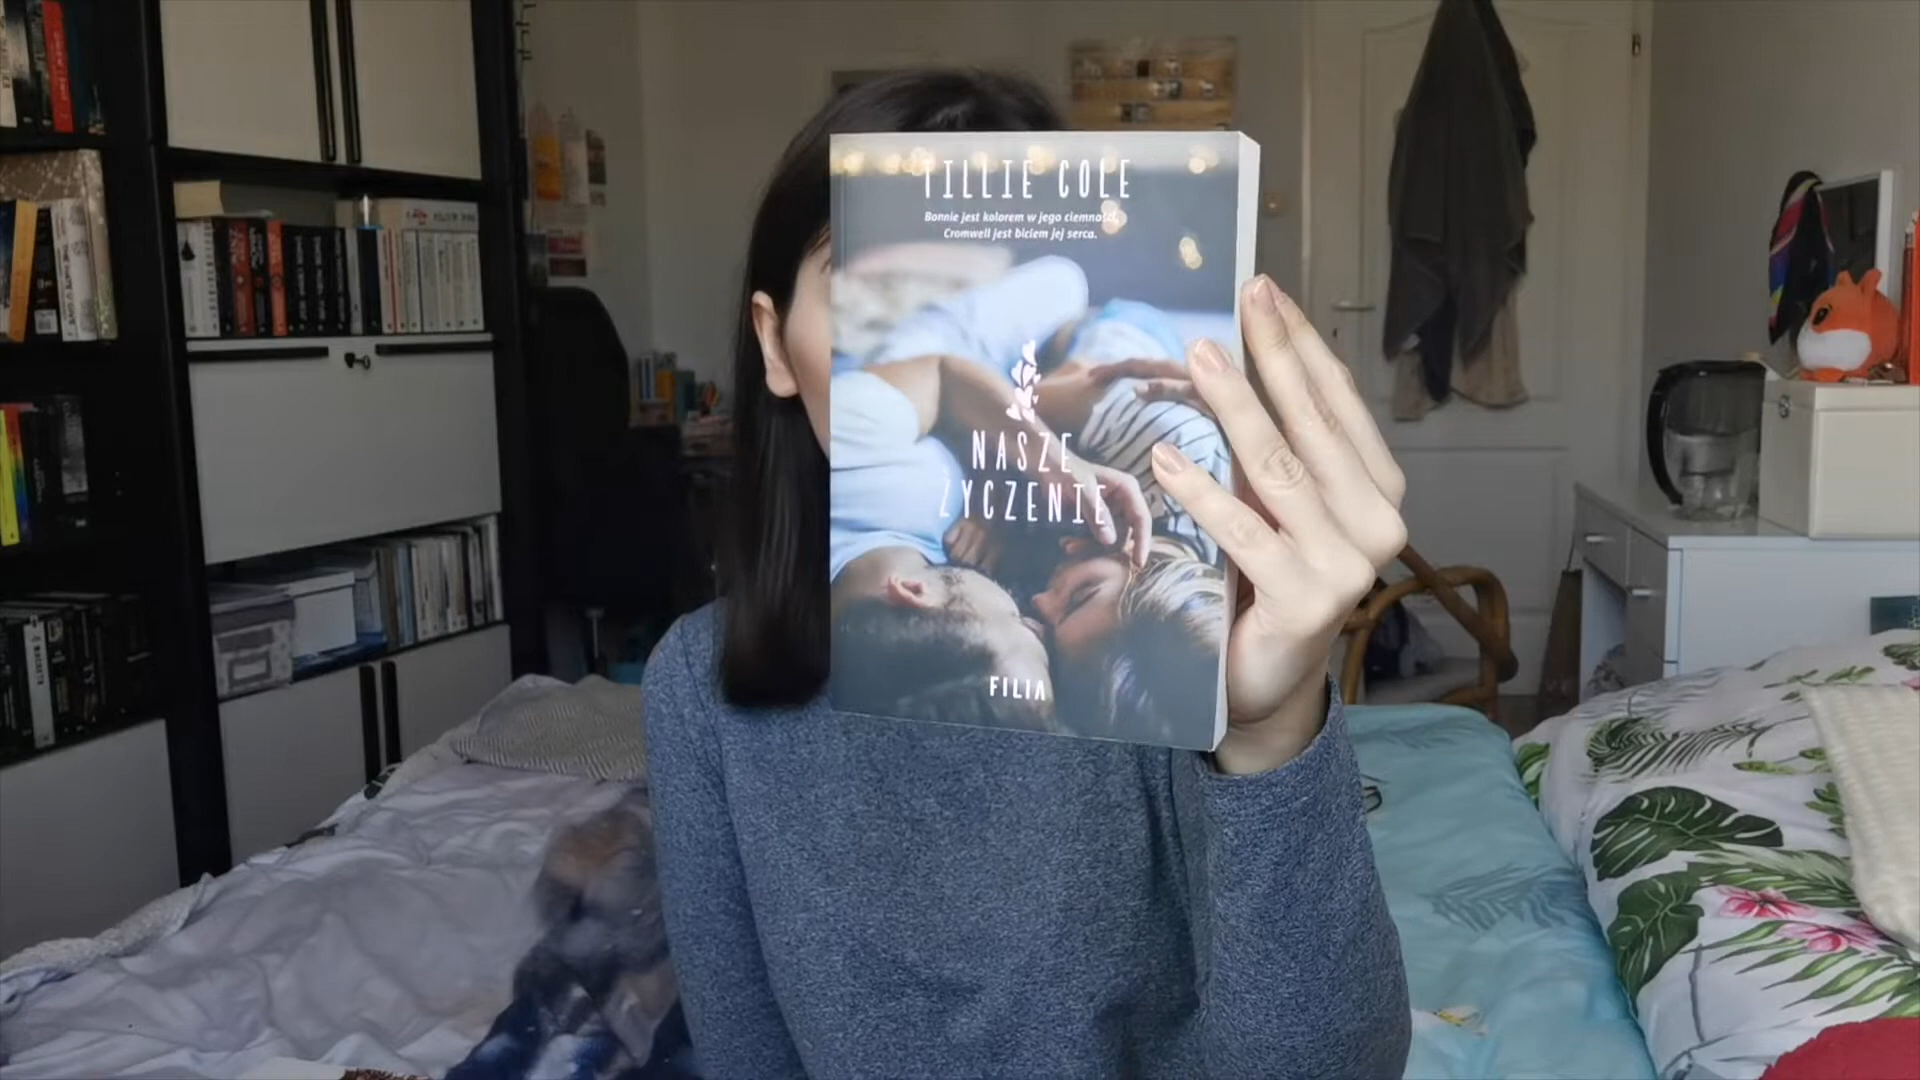 TILLIE COLE
Bonnie jest kolorem w jego ciemności,
Cromwell jest biciem jej serca.
NASZE
ŻYCZENIE
FILIA